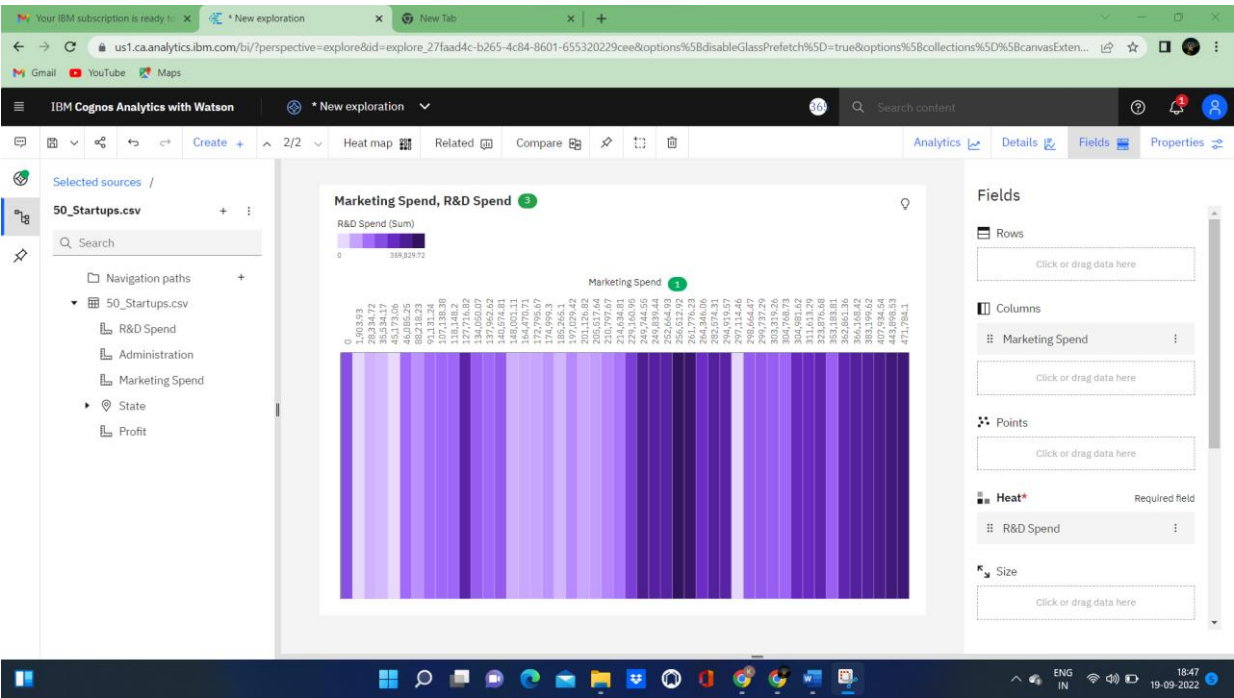 Your IBM subscription is ready to
* New exploration
New Tab
us1.ca.analytics.ibm.com/bi/?perspective=explore&id=explore_27faad4c-b265-4c84-8601-655320229cee&options%5BdisableGlassPrefetch%5D=true&options%5Bcollections%5D%5BcanvasExten...
Gmail YouTube Maps
IBM Cognos Analytics with Watson
* New exploration
Search content
1
Create + 2/2 Heat map Related Compare
Analytics Details Fields Properties
Selected sources /
50_Startups.csv
Search
Navigation paths
50_Startups.csv
R&D Spend
Administration
Marketing Spend
State
Profit
Marketing Spend, R&D Spend 3
R&D Spend (Sum)
0 369,829.72
Marketing Spend 1
0
1,903.93
28,334.72
35,534.17
45,173.06
46,085.25
88,218.23
91,131.24
107,138.38
118,148.2
127,716.82
134,050.07
137,962.62
140,574.81
148,001.11
164,470.71
172,795.67
174,999.3
185,265.1
197,029.42
201,126.82
205,517.64
210,797.67
214,634.81
229,160.95
249,744.55
249,839.44
252,664.93
256,512.92
261,776.23
264,346.06
282,574.31
294,919.57
297,114.46
298,664.47
299,737.29
303,319.26
304,768.73
304,981.62
311,613.29
323,876.68
353,183.81
362,861.36
366,168.42
383,199.62
407,934.54
443,898.53
471,784.1
Fields
Rows
Click or drag data here
Columns
Marketing Spend
Click or drag data here
Points
Click or drag data here
Heat* Required field
R&D Spend
Size
Click or drag data here
ENG
IN
18:47
19-09-2022
5